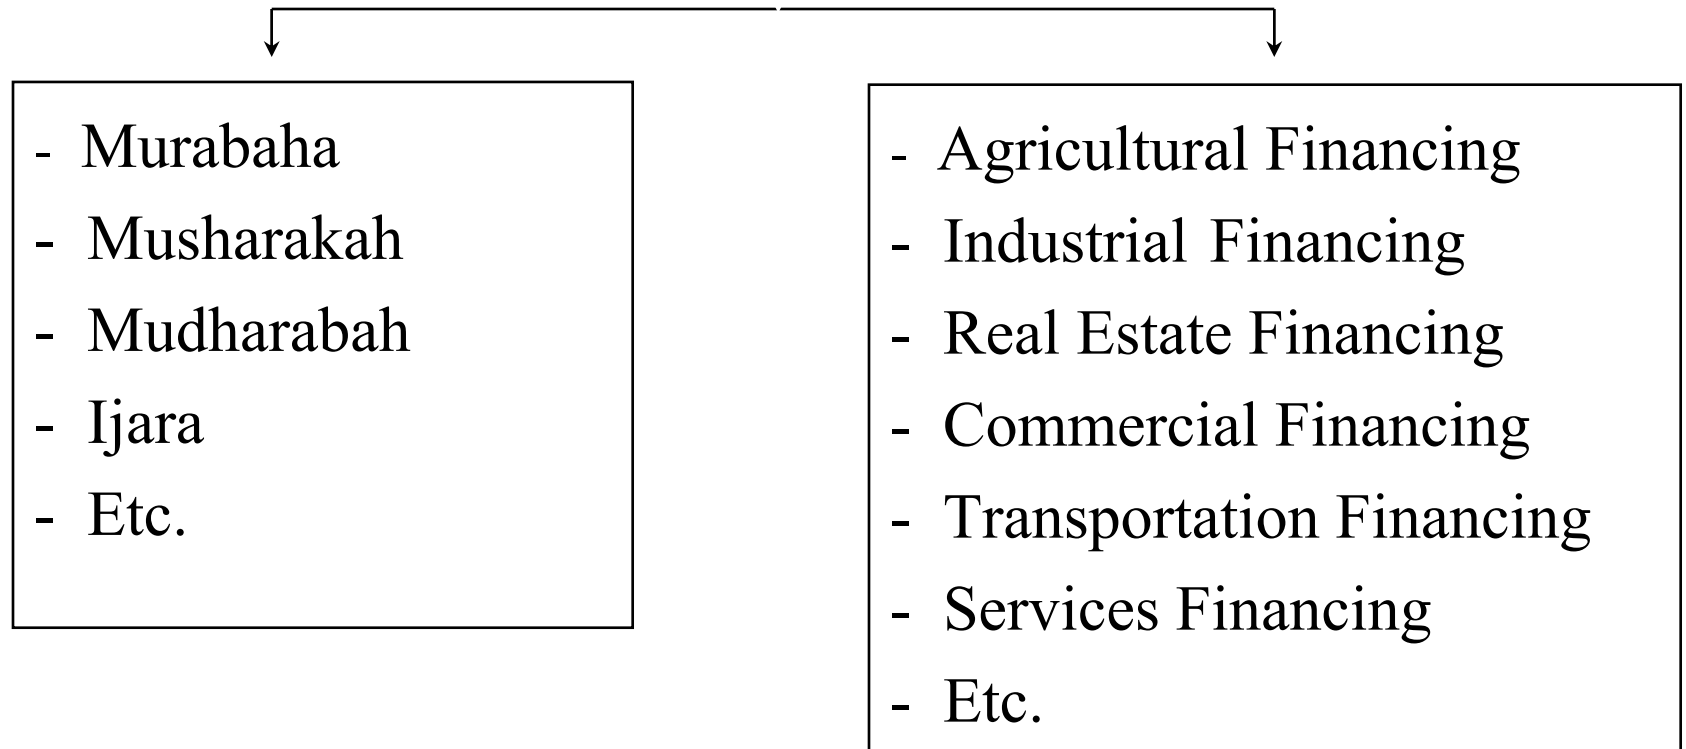 - Murabaha
- Musharakah
- Mudharabah
- Ijara
- Etc.
- Agricultural Financing
- Industrial Financing
- Real Estate Financing
- Commercial Financing
- Transportation Financing
- Services Financing
- Etc.